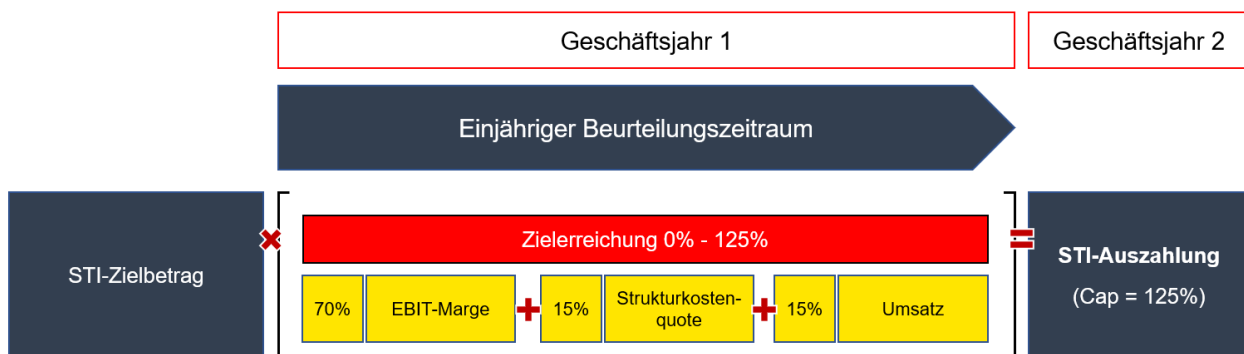 Geschäftsjahr 1
Geschäftsjahr 2
Einjähriger Beurteilungszeitraum
STI-Zielbetrag
Zielerreichung 0% - 125%
70%
EBIT-Marge
15%
Strukturkosten-
quote
15%
Umsatz
STI-Auszahlung
(Cap = 125%)